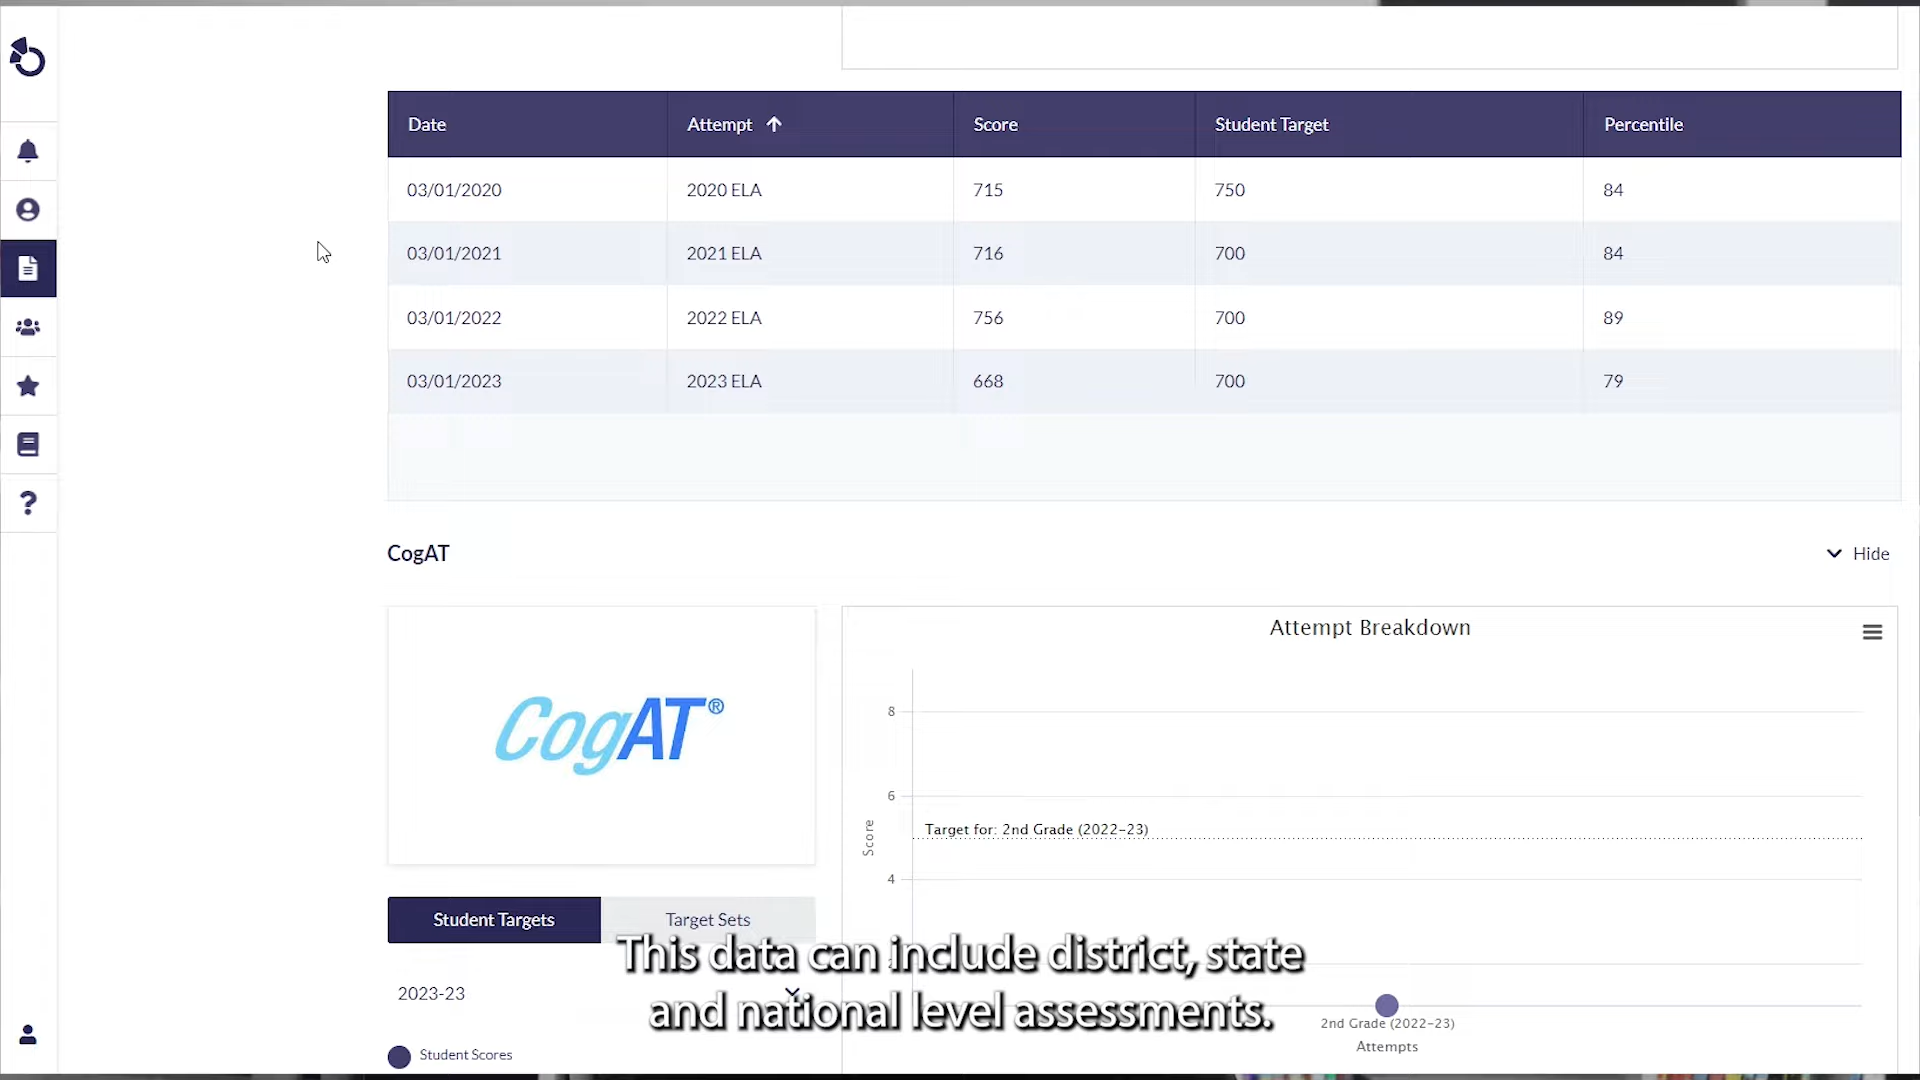 Date Attempt Score Student Target Percentile
03/01/2020 2020 ELA 715 750 84
03/01/2021 2021 ELA 716 700 84
03/01/2022 2022 ELA 756 700 89
03/01/2023 2023 ELA 668 700 79
CogAT
Hide
CogAT®
Attempt Breakdown
8
6
Target for: 2nd Grade (2022-23)
Score
4
Student Targets Target Sets
2023-23
Student Scores
2nd Grade (2022-23)
Attempts
This data can include district, state
and national level assessments.